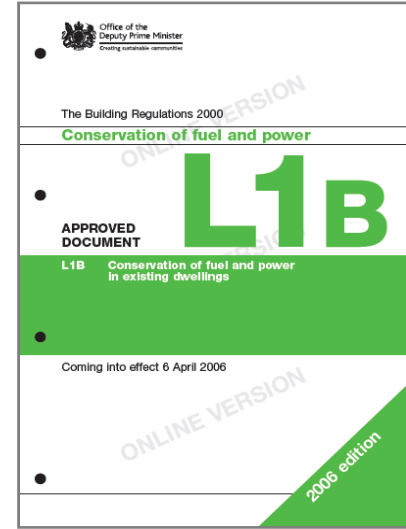 Office of the
Deputy Prime Minister
Creating sustainable communities
ONLINE VERSION
The Building Regulations 2000
Conservation of fuel and power
L1B
APPROVED
DOCUMENT
ONLINE VERSION
L1B Conservation of fuel and power
in existing dwellings
Coming into effect 6 April 2006
ONLINE VERSION
2006 edition